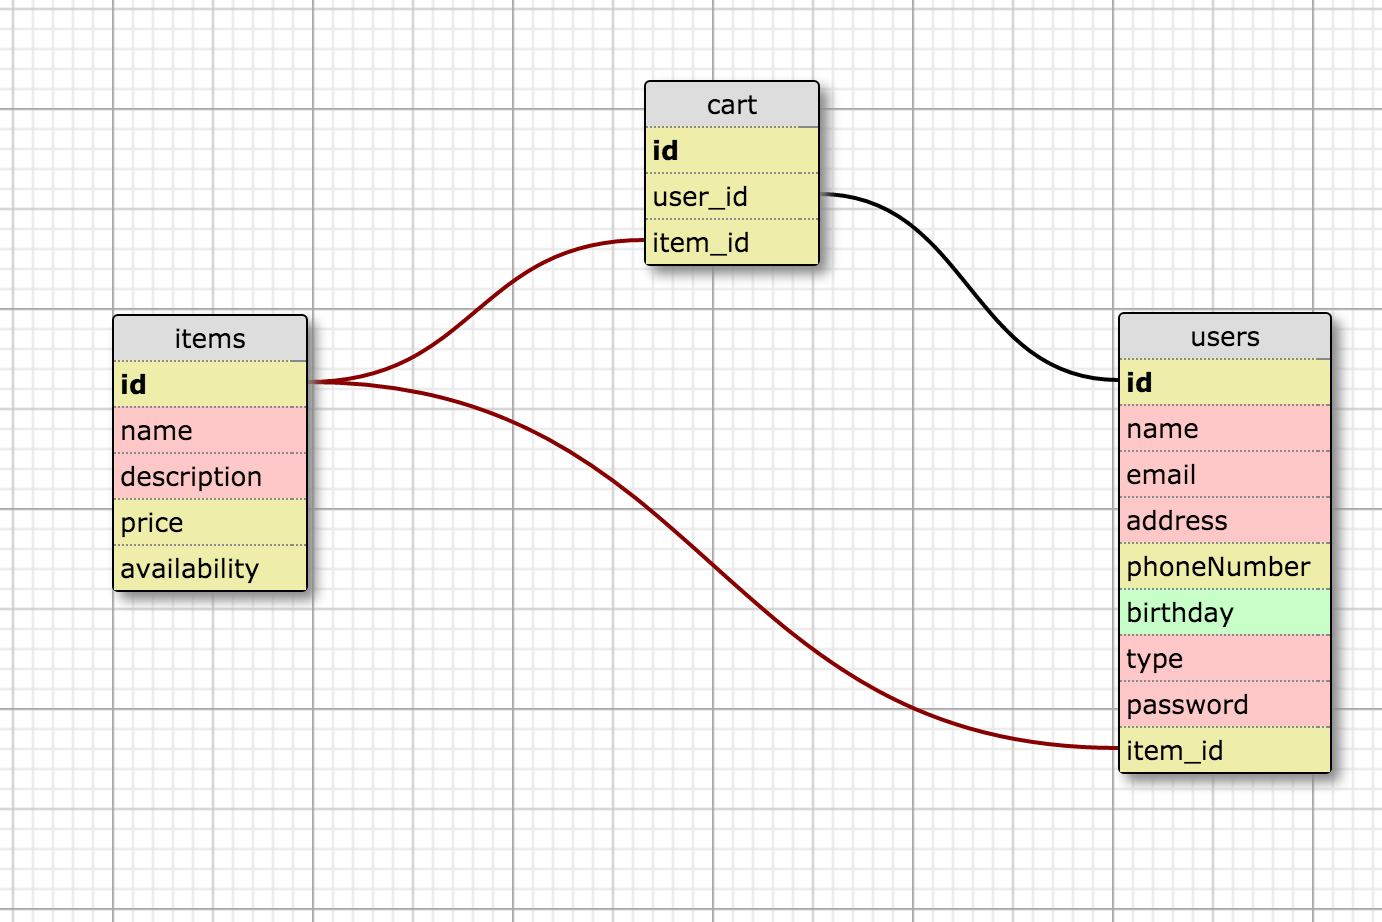 cart
id
user_id
item_id
items
id
name
description
price
availability
users
id
name
email
address
phoneNumber
birthday
type
password
item_id